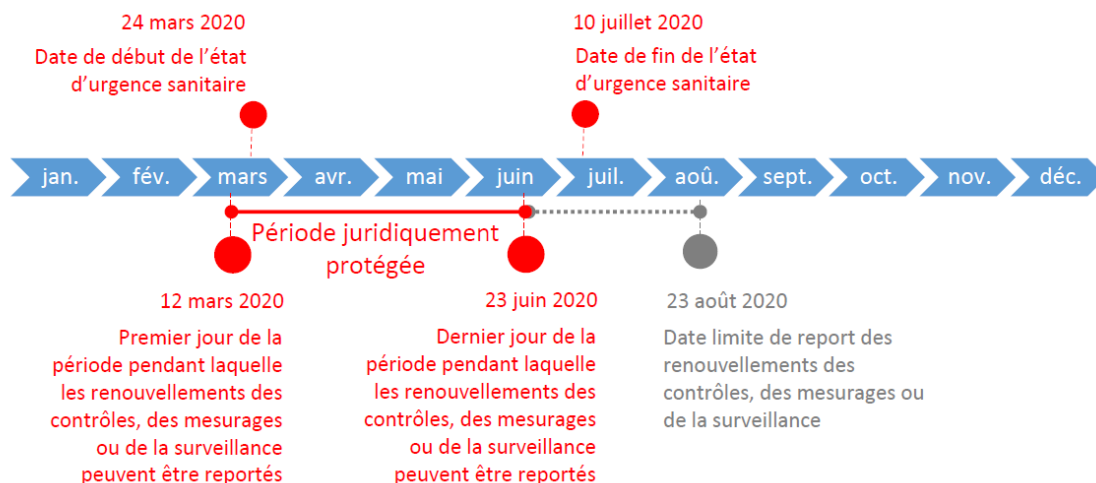 24 mars 2020
Date de début de l’état
d’urgence sanitaire
10 juillet 2020
Date de fin de l’état
d’urgence sanitaire
jan. fév. mars avr. mai juin juil. aoû. sept. oct. nov. déc.
Période juridiquement
protégée
12 mars 2020
Premier jour de la
période pendant laquelle
les renouvellements des
contrôles, des mesurages
ou de la surveillance
peuvent être reportés
23 juin 2020
Dernier jour de la
période pendant laquelle
les renouvellements des
contrôles, des mesurages
ou de la surveillance
peuvent être reportés
23 août 2020
Date limite de report des
renouvellements des
contrôles, des mesurages ou
de la surveillance